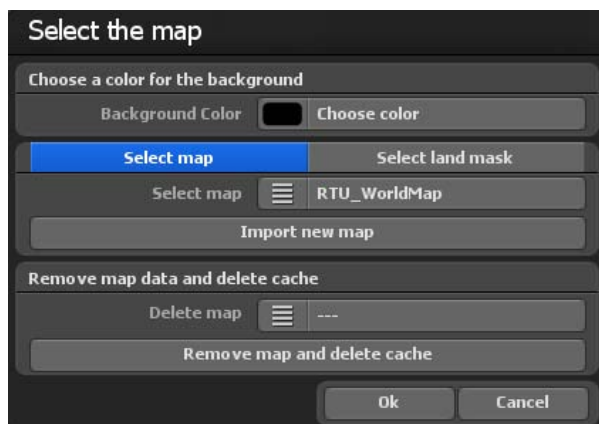 Select the map
Choose a color for the background
Background Color Choose color
Select map Select land mask
Select map RTU_WorldMap
Import new map
Remove map data and delete cache
Delete map ---
Remove map and delete cache
Ok Cancel